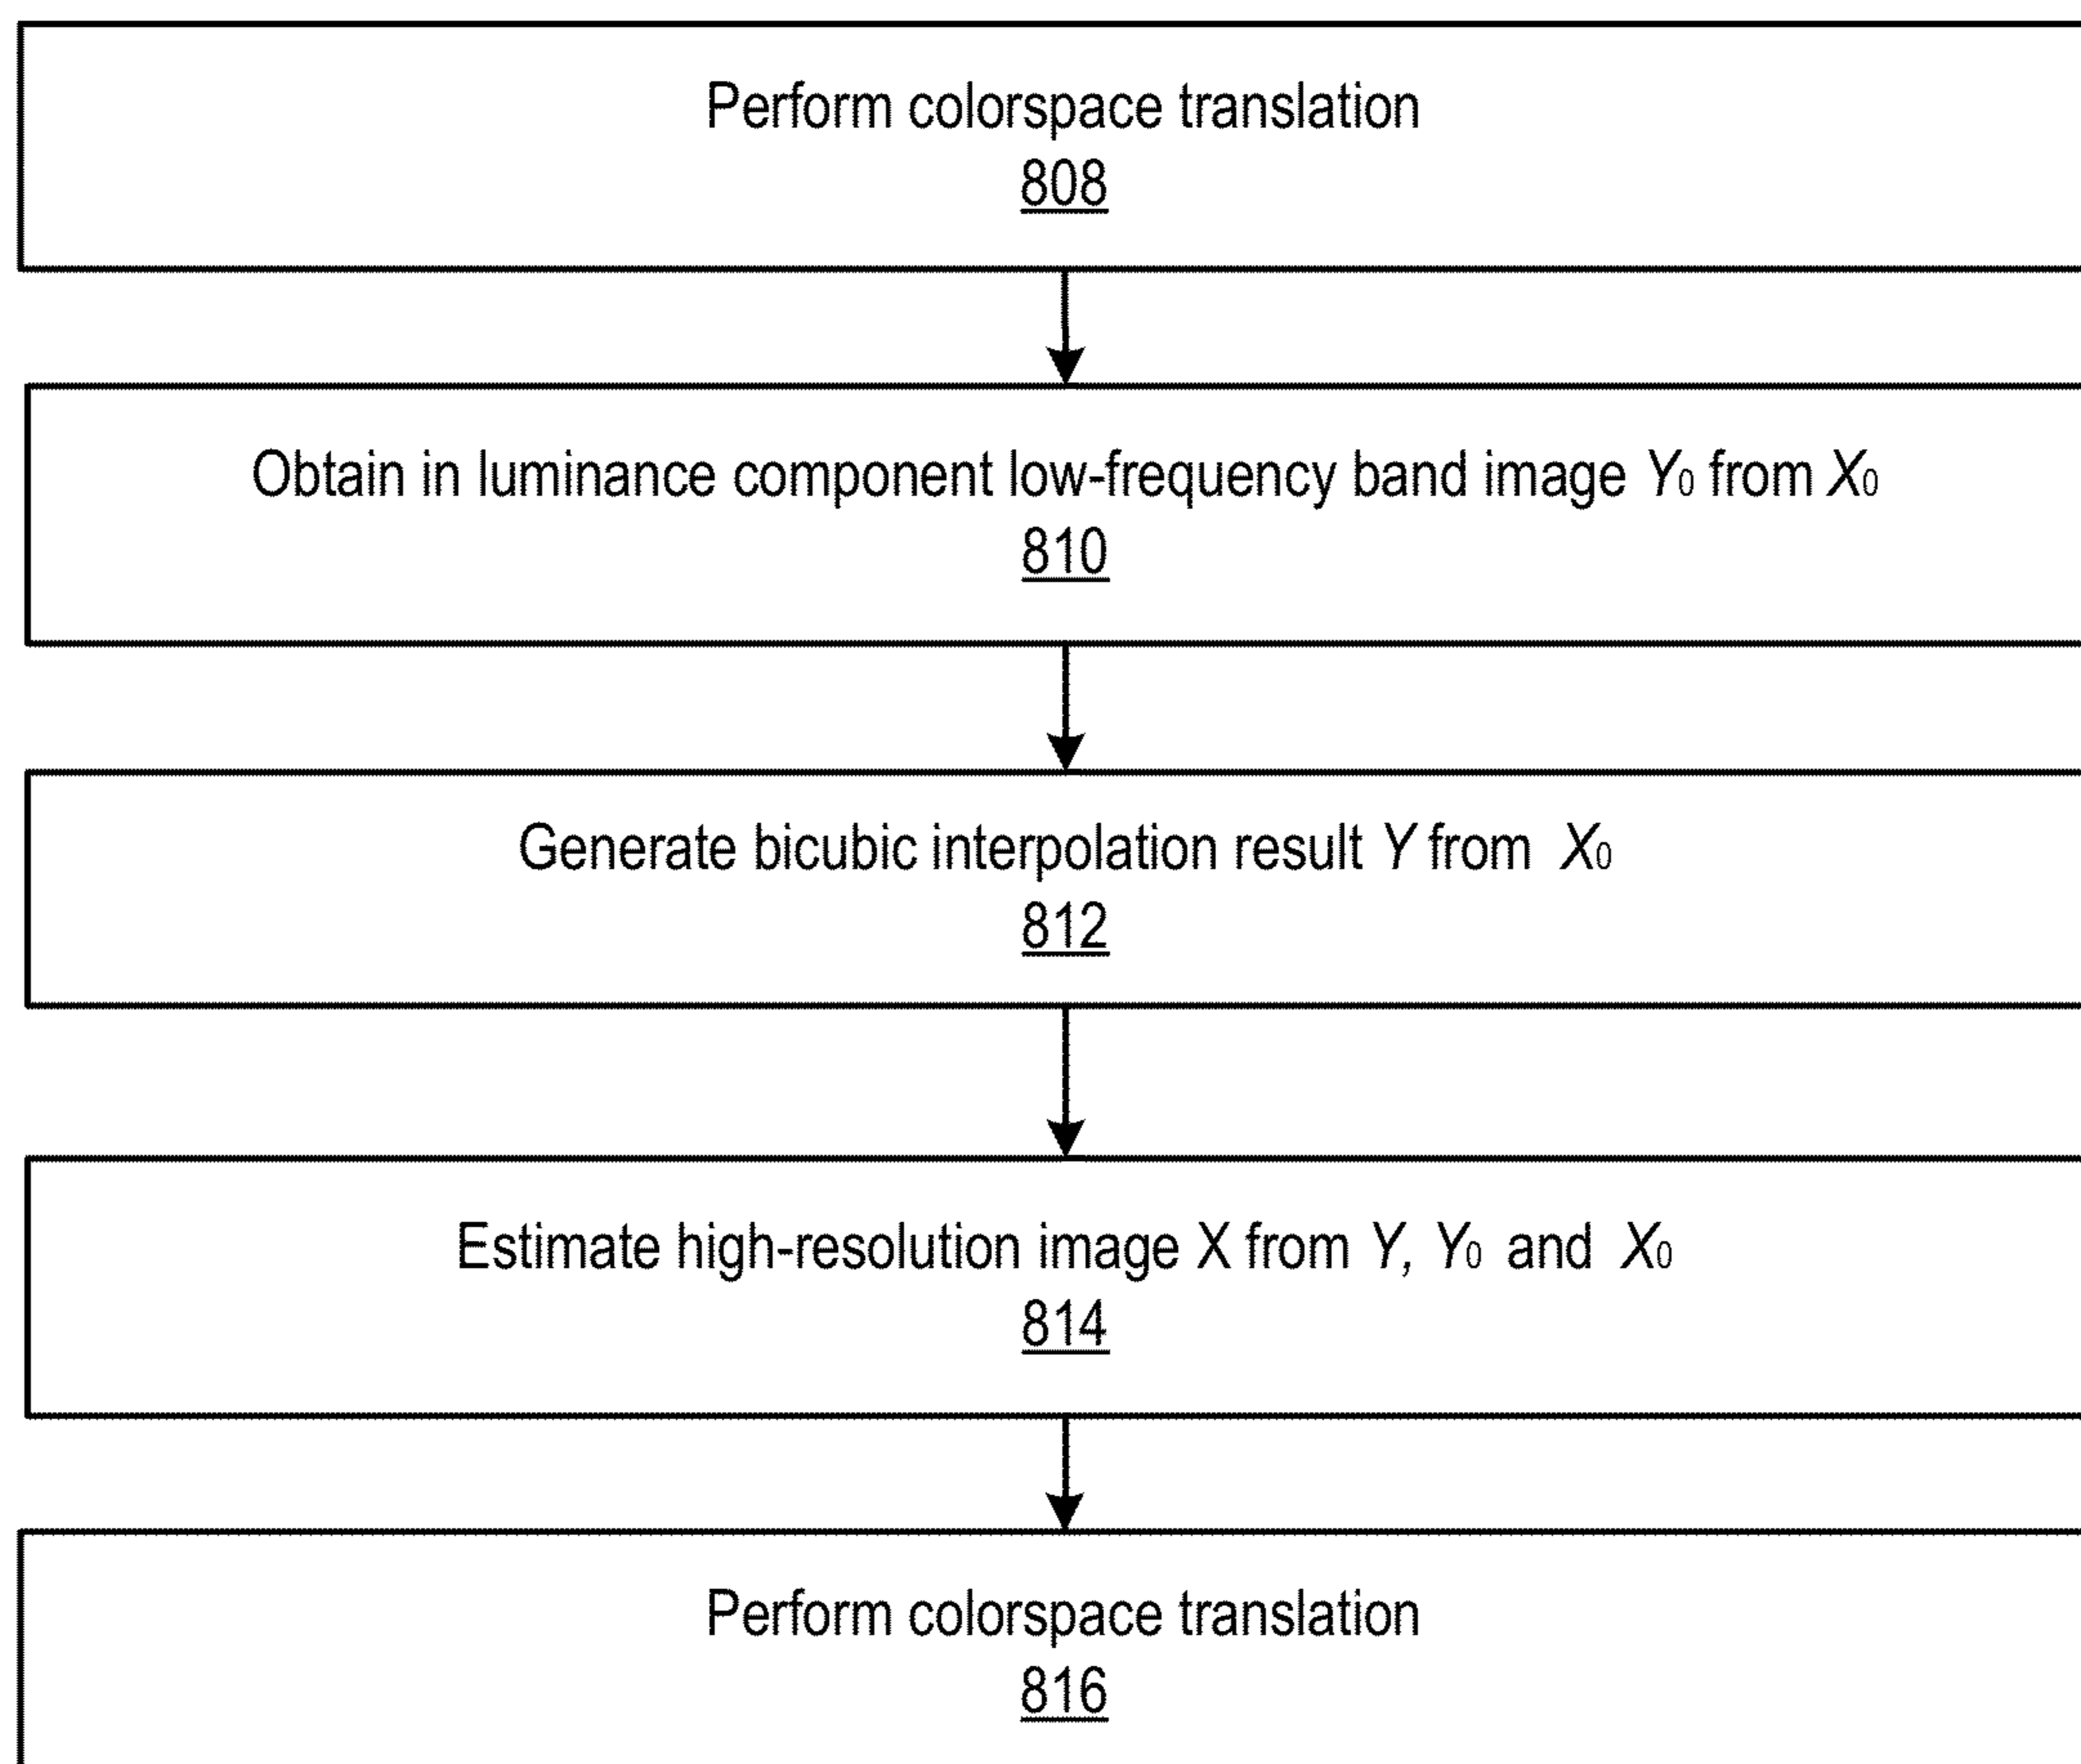 Perform colorspace translation
808
Obtain in luminance component low-frequency band image Y0 from X0
810
Generate bicubic interpolation result Y from X0
812
Estimate high-resolution image X from Y, Y0 and X0
814
Perform colorspace translation
816